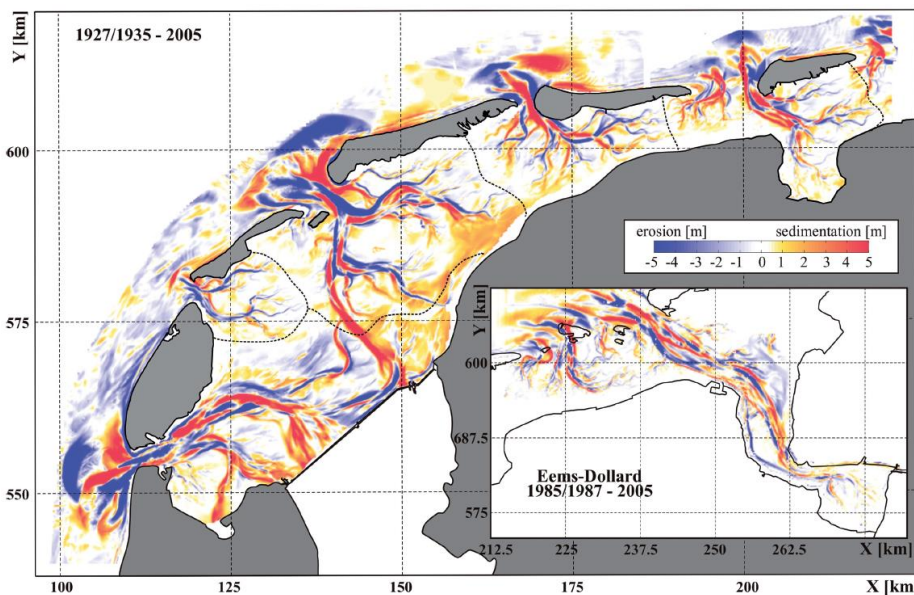 Y [km]
1927/1935 - 2005
600
575
550
100
125
150
175
200
X [km]
erosion [m]
sedimentation [m]
-5 -4 -3 -2 -1 0 1 2 3 4 5
Y [km]
600
687.5
575
Eems-Dollard
1985/1987 - 2005
212.5
225
237.5
250
262.5
X [km]